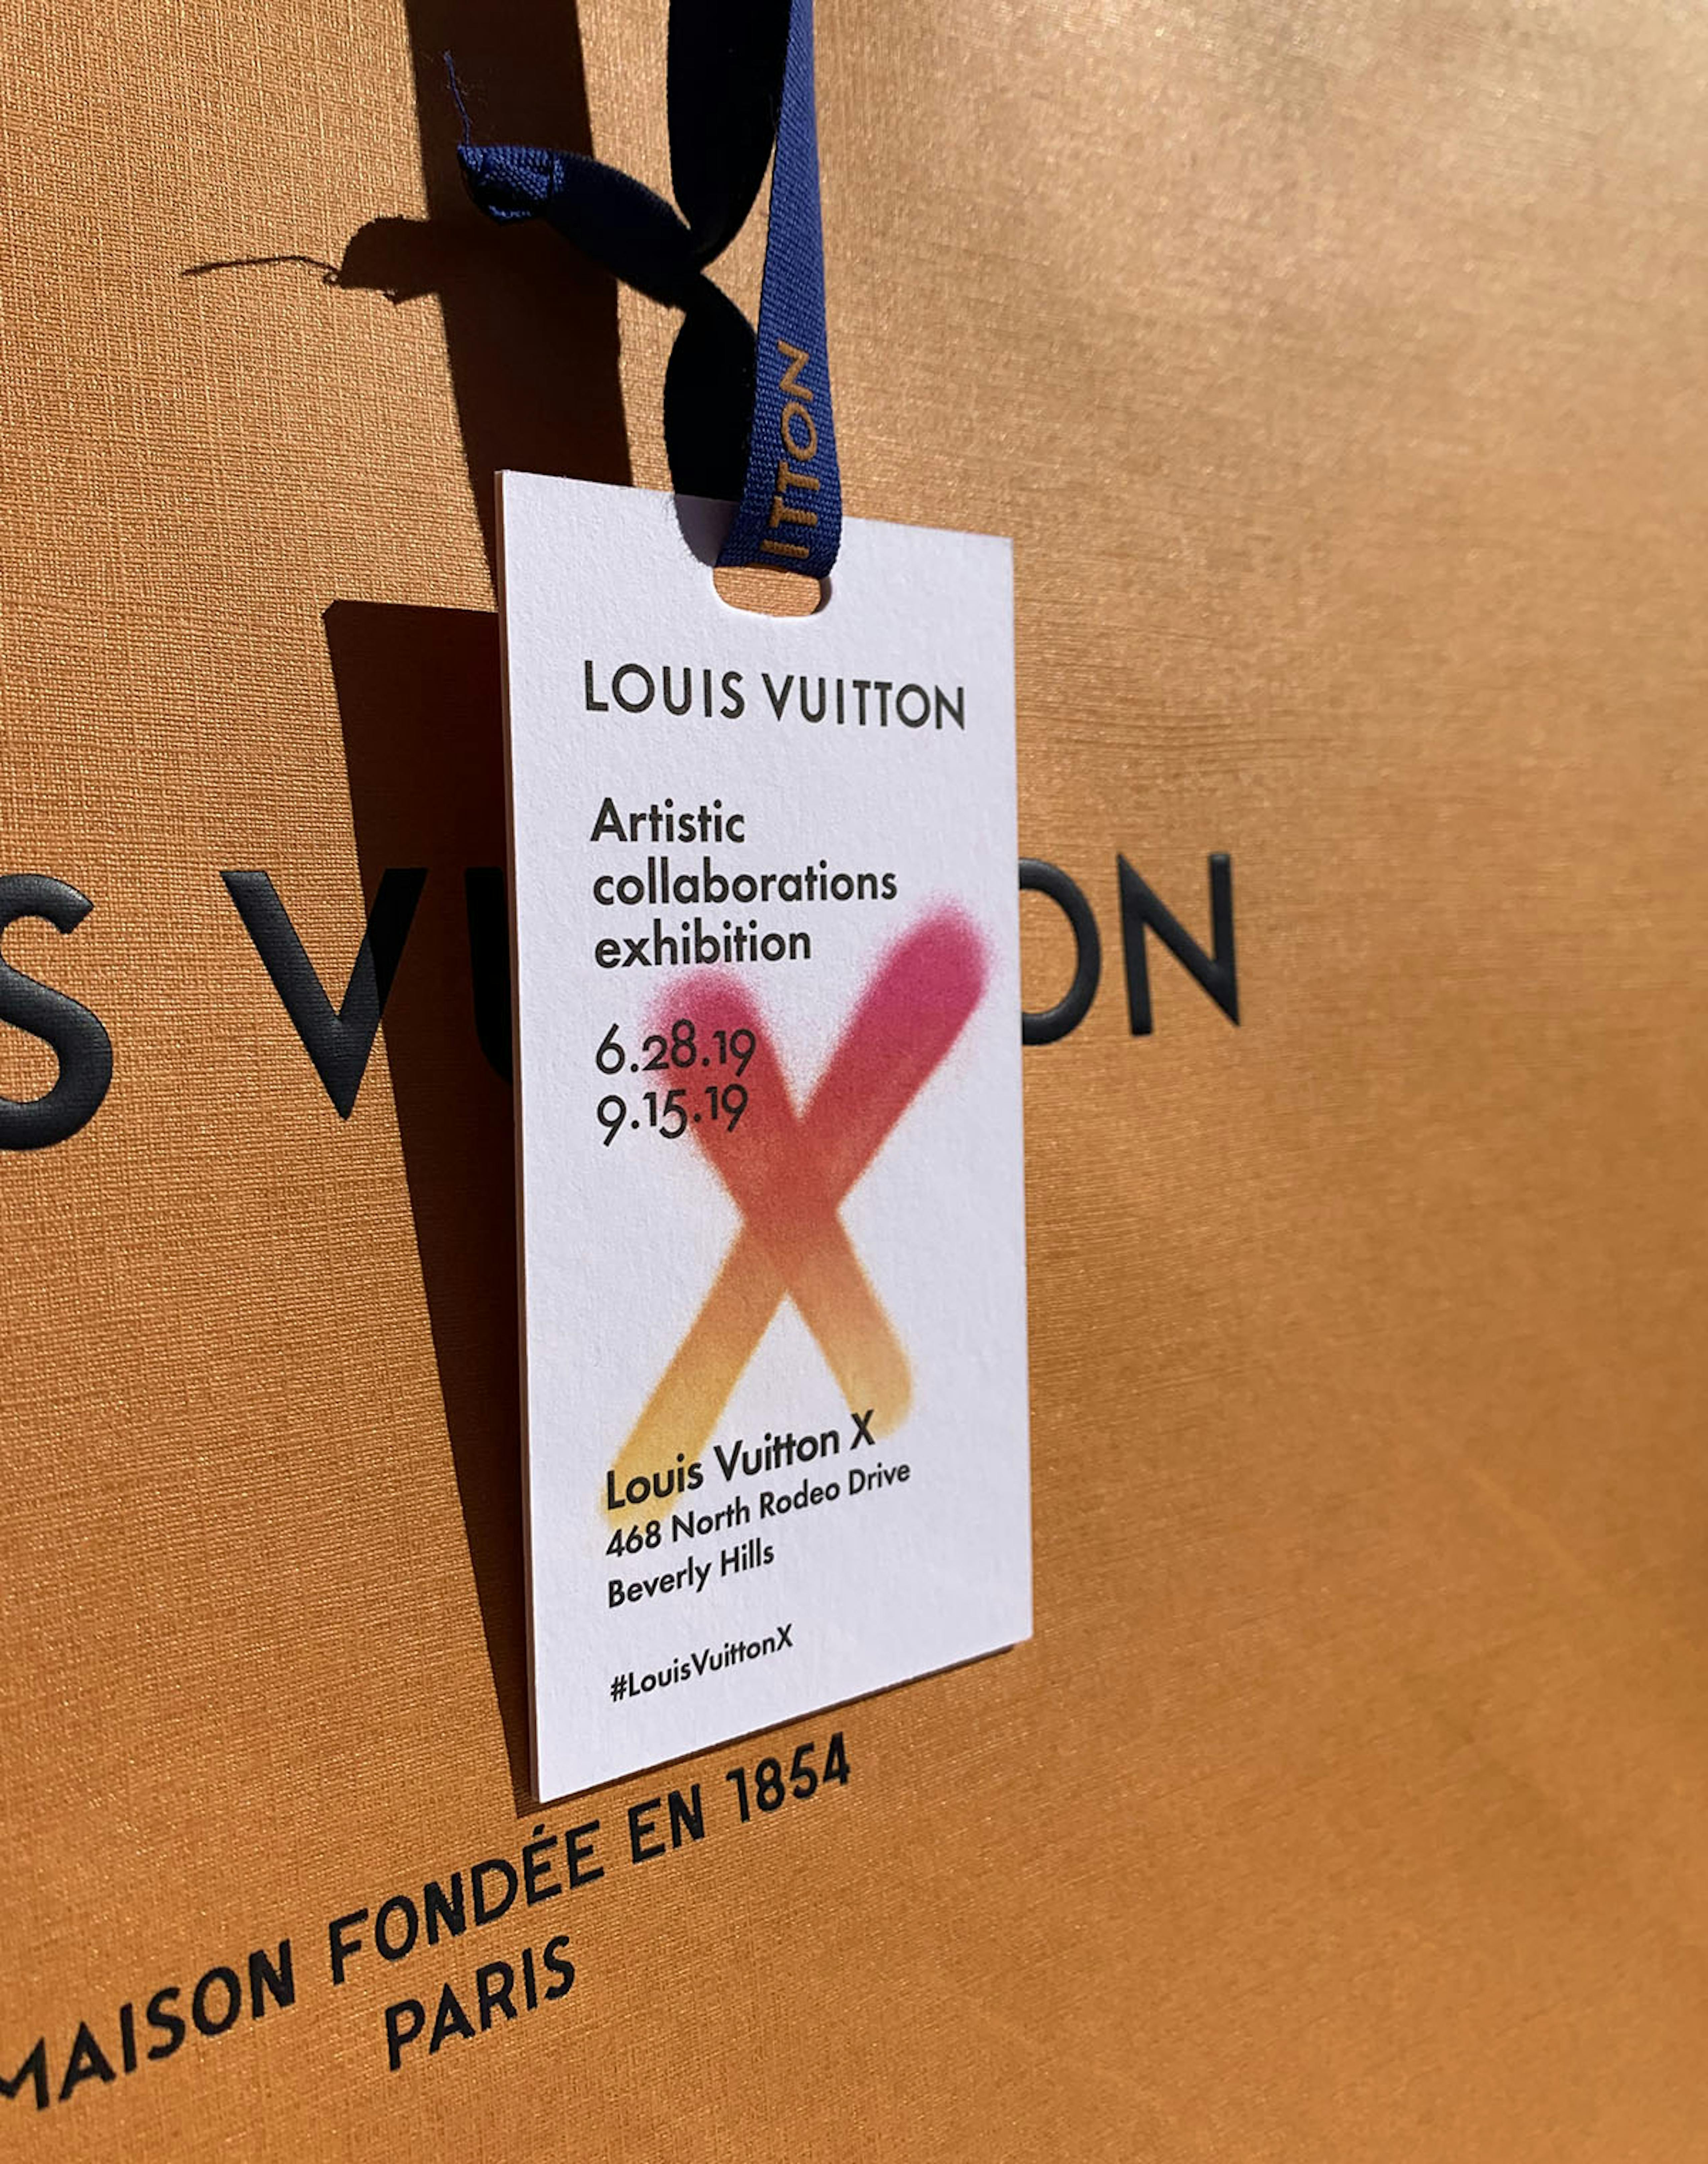 ITTON
LOUIS VUITTON
Artistic
collaborations
exhibition
6.28.19
9.15.19
Louis Vuitton X
468 North Rodeo Drive
Beverly Hills
#LouisVuittonX
S VU ON
MAISON FONDÉE EN 1854
PARIS